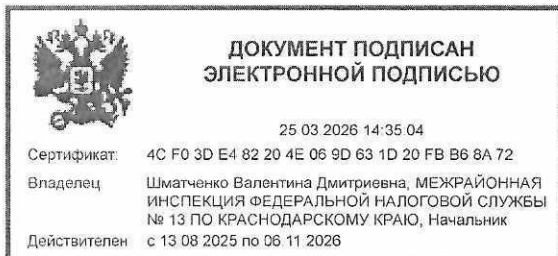 ДОКУМЕНТ ПОДПИСАН
ЭЛЕКТРОННОЙ ПОДПИСЬЮ
25 03 2026 14:35 04
Сертификат: 4C F0 3D E4 82 20 4E 06 9D 63 1D 20 FB B6 8A 72
Владелец Шматченко Валентина Дмитриевна, МЕЖРАЙОННАЯ
ИНСПЕКЦИЯ ФЕДЕРАЛЬНОЙ НАЛОГОВОЙ СЛУЖБЫ
№ 13 ПО КРАСНОДАРСКОМУ КРАЮ, Начальник
Действителен с 13 08 2025 по 06 11 2026